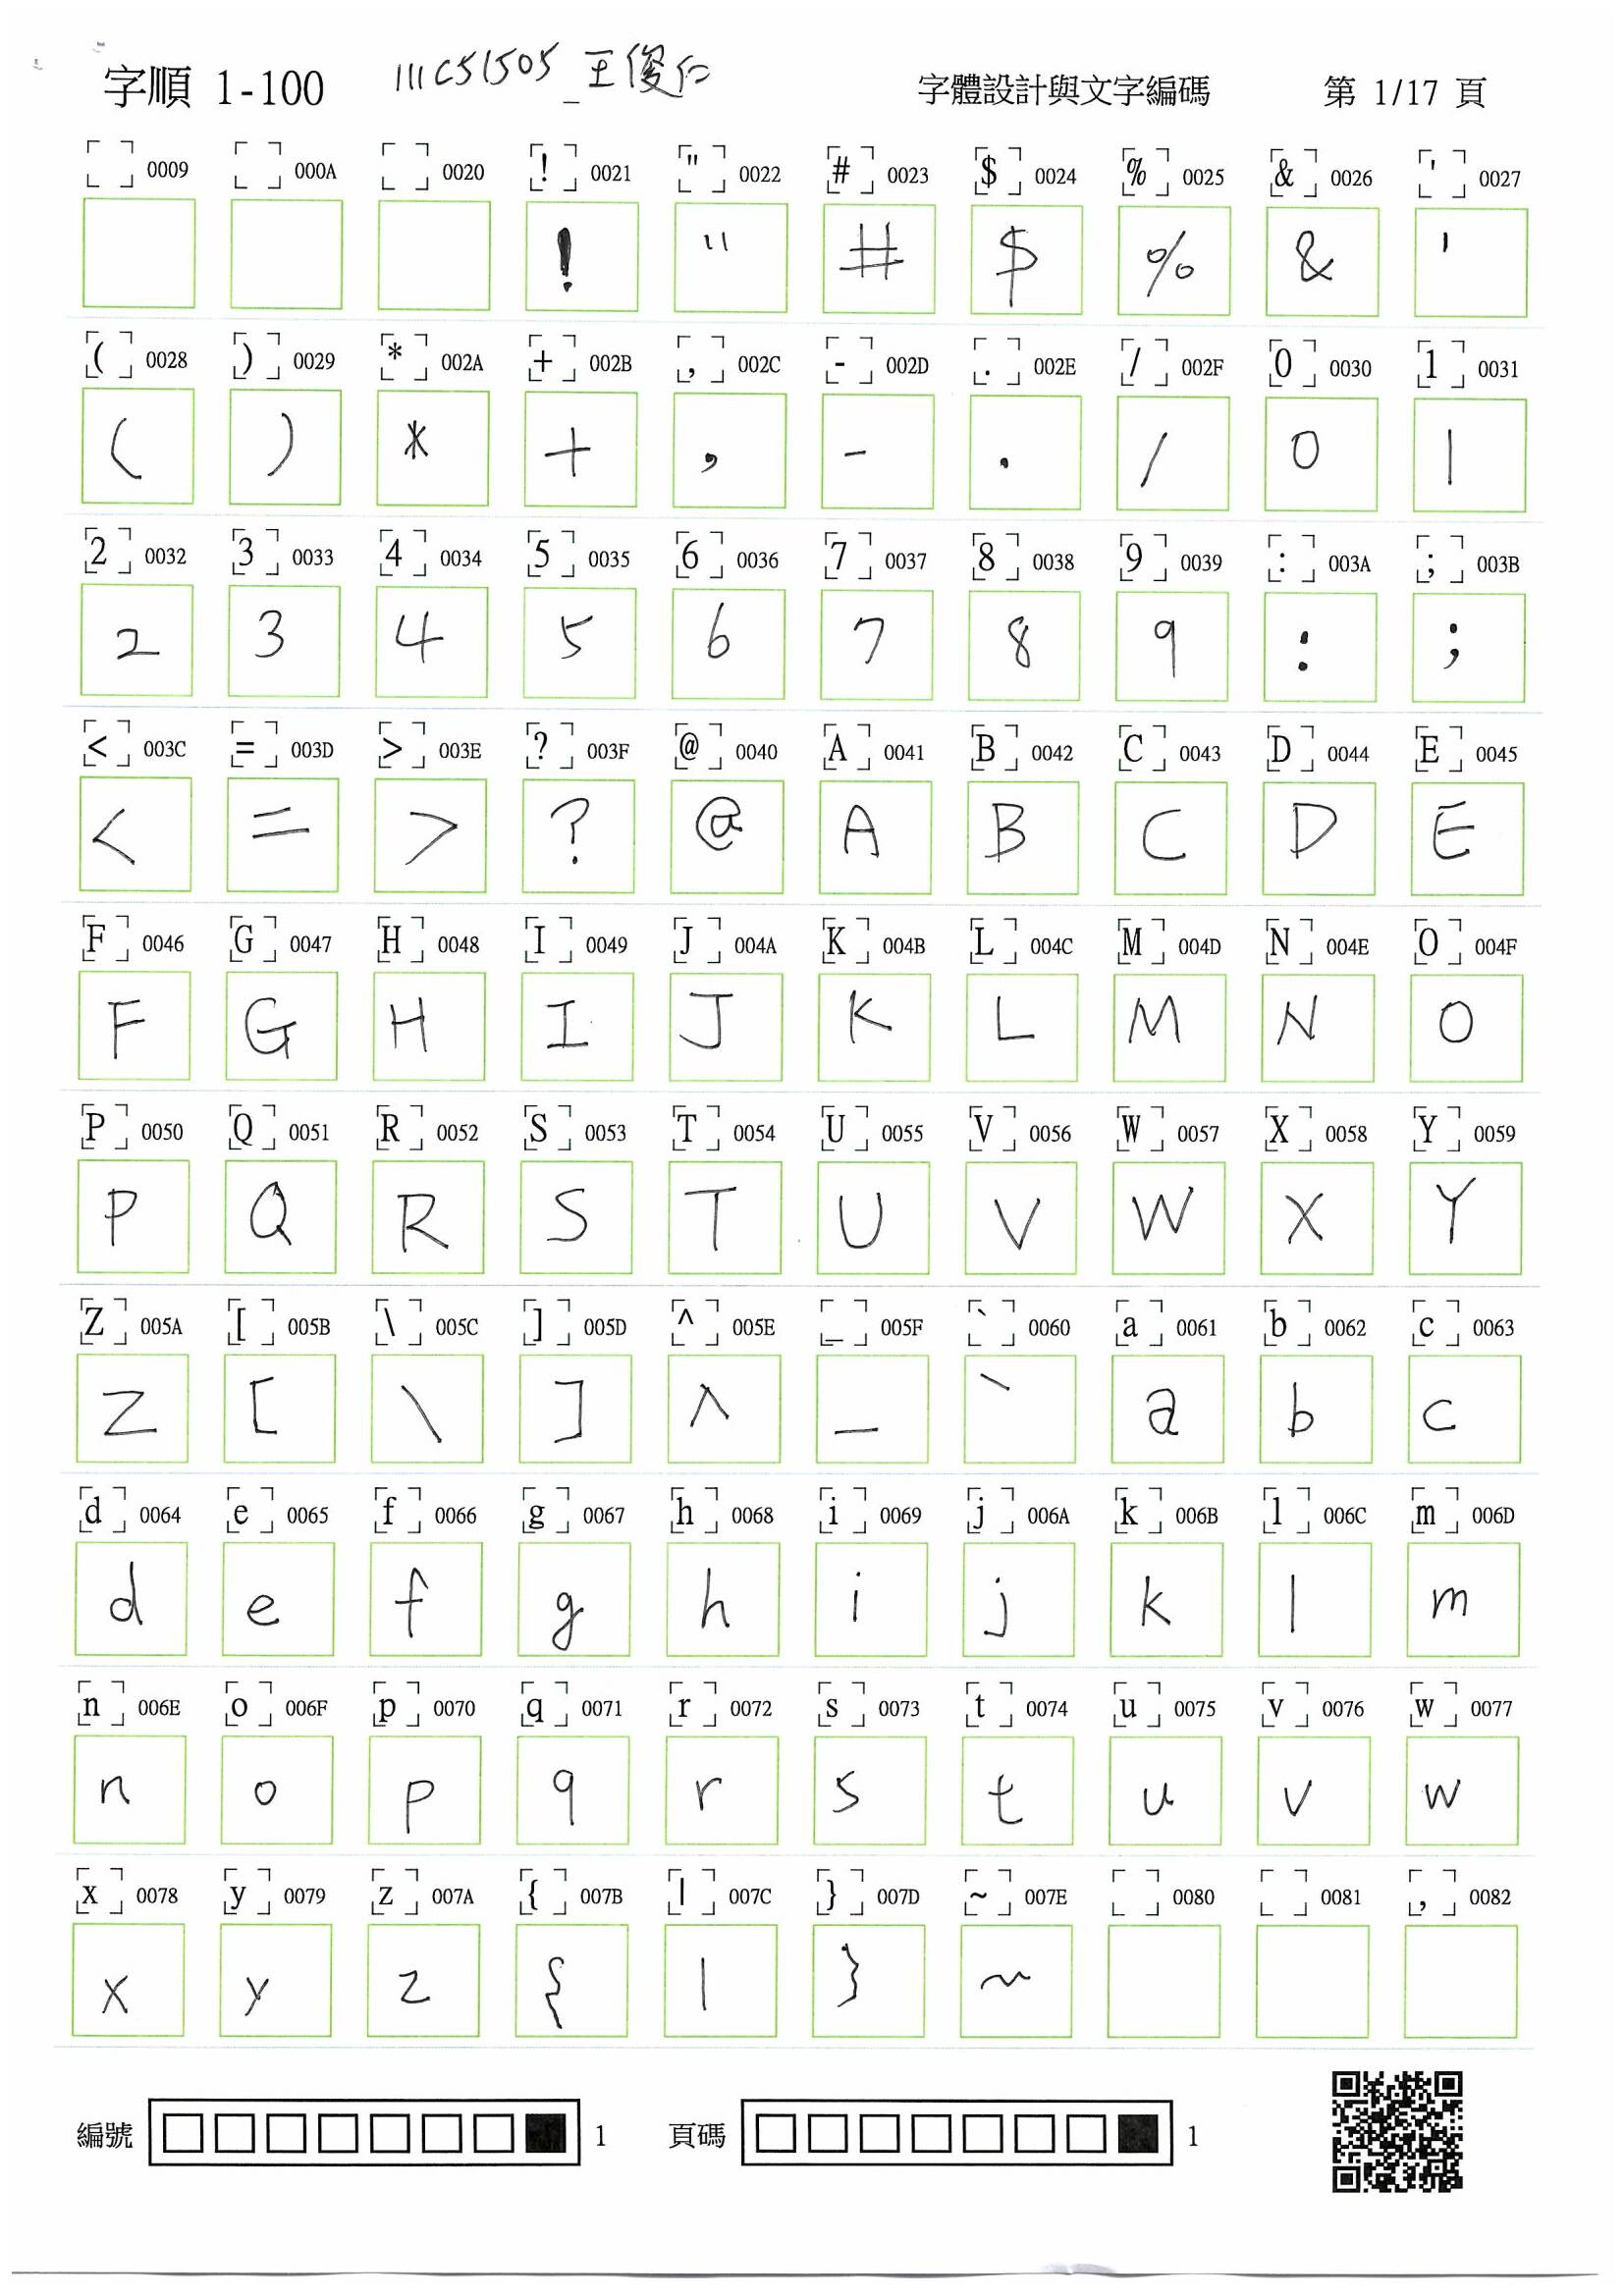 字順 1-100 111C51505_王俊仁 字體設計與文字編碼 第 1/17 頁
0009 000A 0020 ! 0021 " 0022 # 0023 $ 0024 % 0025 & 0026 ' 0027
! " # $ % & '
( 0028 ) 0029 * 002A + 002B , 002C - 002D . 002E / 002F 0 0030 1 0031
( ) * + , - . / 0 1
2 0032 3 0033 4 0034 5 0035 6 0036 7 0037 8 0038 9 0039 : 003A ; 003B
2 3 4 5 6 7 8 9 : ;
< 003C = 003D > 003E ? 003F @ 0040 A 0041 B 0042 C 0043 D 0044 E 0045
< = > ? @ A B C D E
F 0046 G 0047 H 0048 I 0049 J 004A K 004B L 004C M 004D N 004E O 004F
F G H I J K L M N O
P 0050 Q 0051 R 0052 S 0053 T 0054 U 0055 V 0056 W 0057 X 0058 Y 0059
P Q R S T U V W X Y
Z 005A [ 005B \ 005C ] 005D ^ 005E _ 005F ` 0060 a 0061 b 0062 c 0063
Z [ \ ] ^ _ ` a b c
d 0064 e 0065 f 0066 g 0067 h 0068 i 0069 j 006A k 006B l 006C m 006D
d e f g h i j k l m
n 006E o 006F p 0070 q 0071 r 0072 s 0073 t 0074 u 0075 v 0076 w 0077
n o p q r s t u v w
x 0078 y 0079 z 007A { 007B | 007C } 007D ~ 007E 0080 0081 , 0082
x y z { | } ~
編號 1 頁碼 1